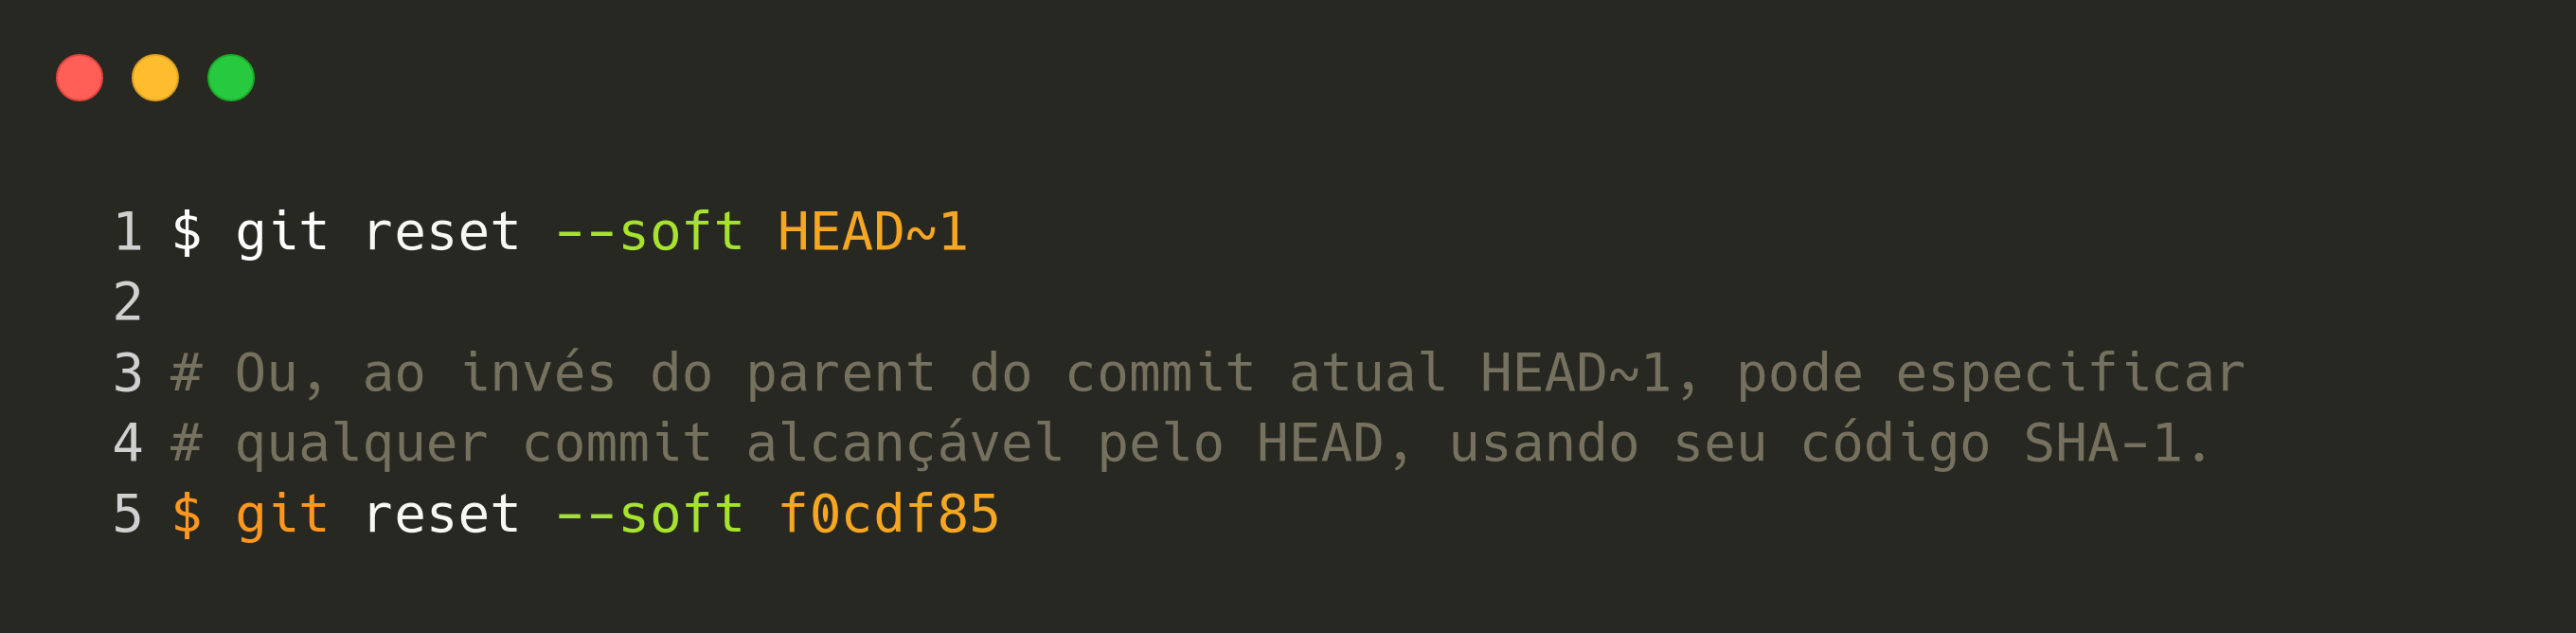 1 $ git reset --soft HEAD~1
2
3 # Ou, ao invés do parent do commit atual HEAD~1, pode especificar
4 # qualquer commit alcançável pelo HEAD, usando seu código SHA-1.
5 $ git reset --soft f0cdf85